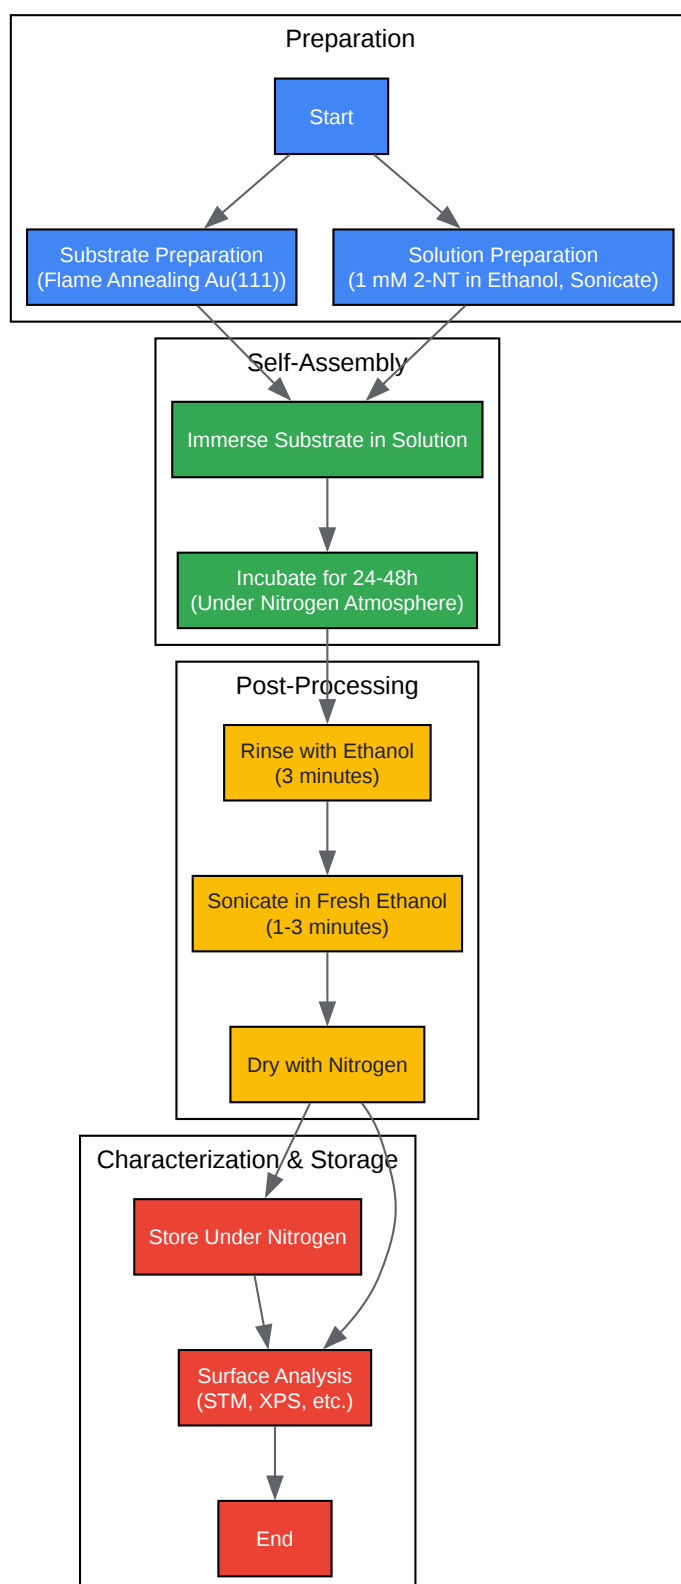 Preparation
Start
Substrate Preparation
(Flame Annealing Au(111))
Solution Preparation
(1 mM 2-NT in Ethanol, Sonicate)
Self-Assembly
Immerse Substrate in Solution
Incubate for 24-48h
(Under Nitrogen Atmosphere)
Post-Processing
Rinse with Ethanol
(3 minutes)
Sonicate in Fresh Ethanol
(1-3 minutes)
Dry with Nitrogen
Characterization & Storage
Store Under Nitrogen
Surface Analysis
(STM, XPS, etc.)
End